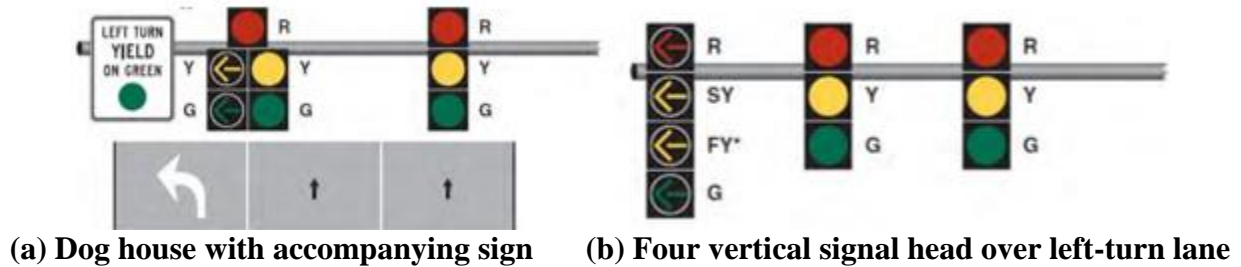 LEFT TURN
YIELD
ON GREEN
R
Y
Y
G
G
R
Y
G
R
SY
FY*
G
R
Y
G
R
Y
G
(a) Dog house with accompanying sign
(b) Four vertical signal head over left-turn lane